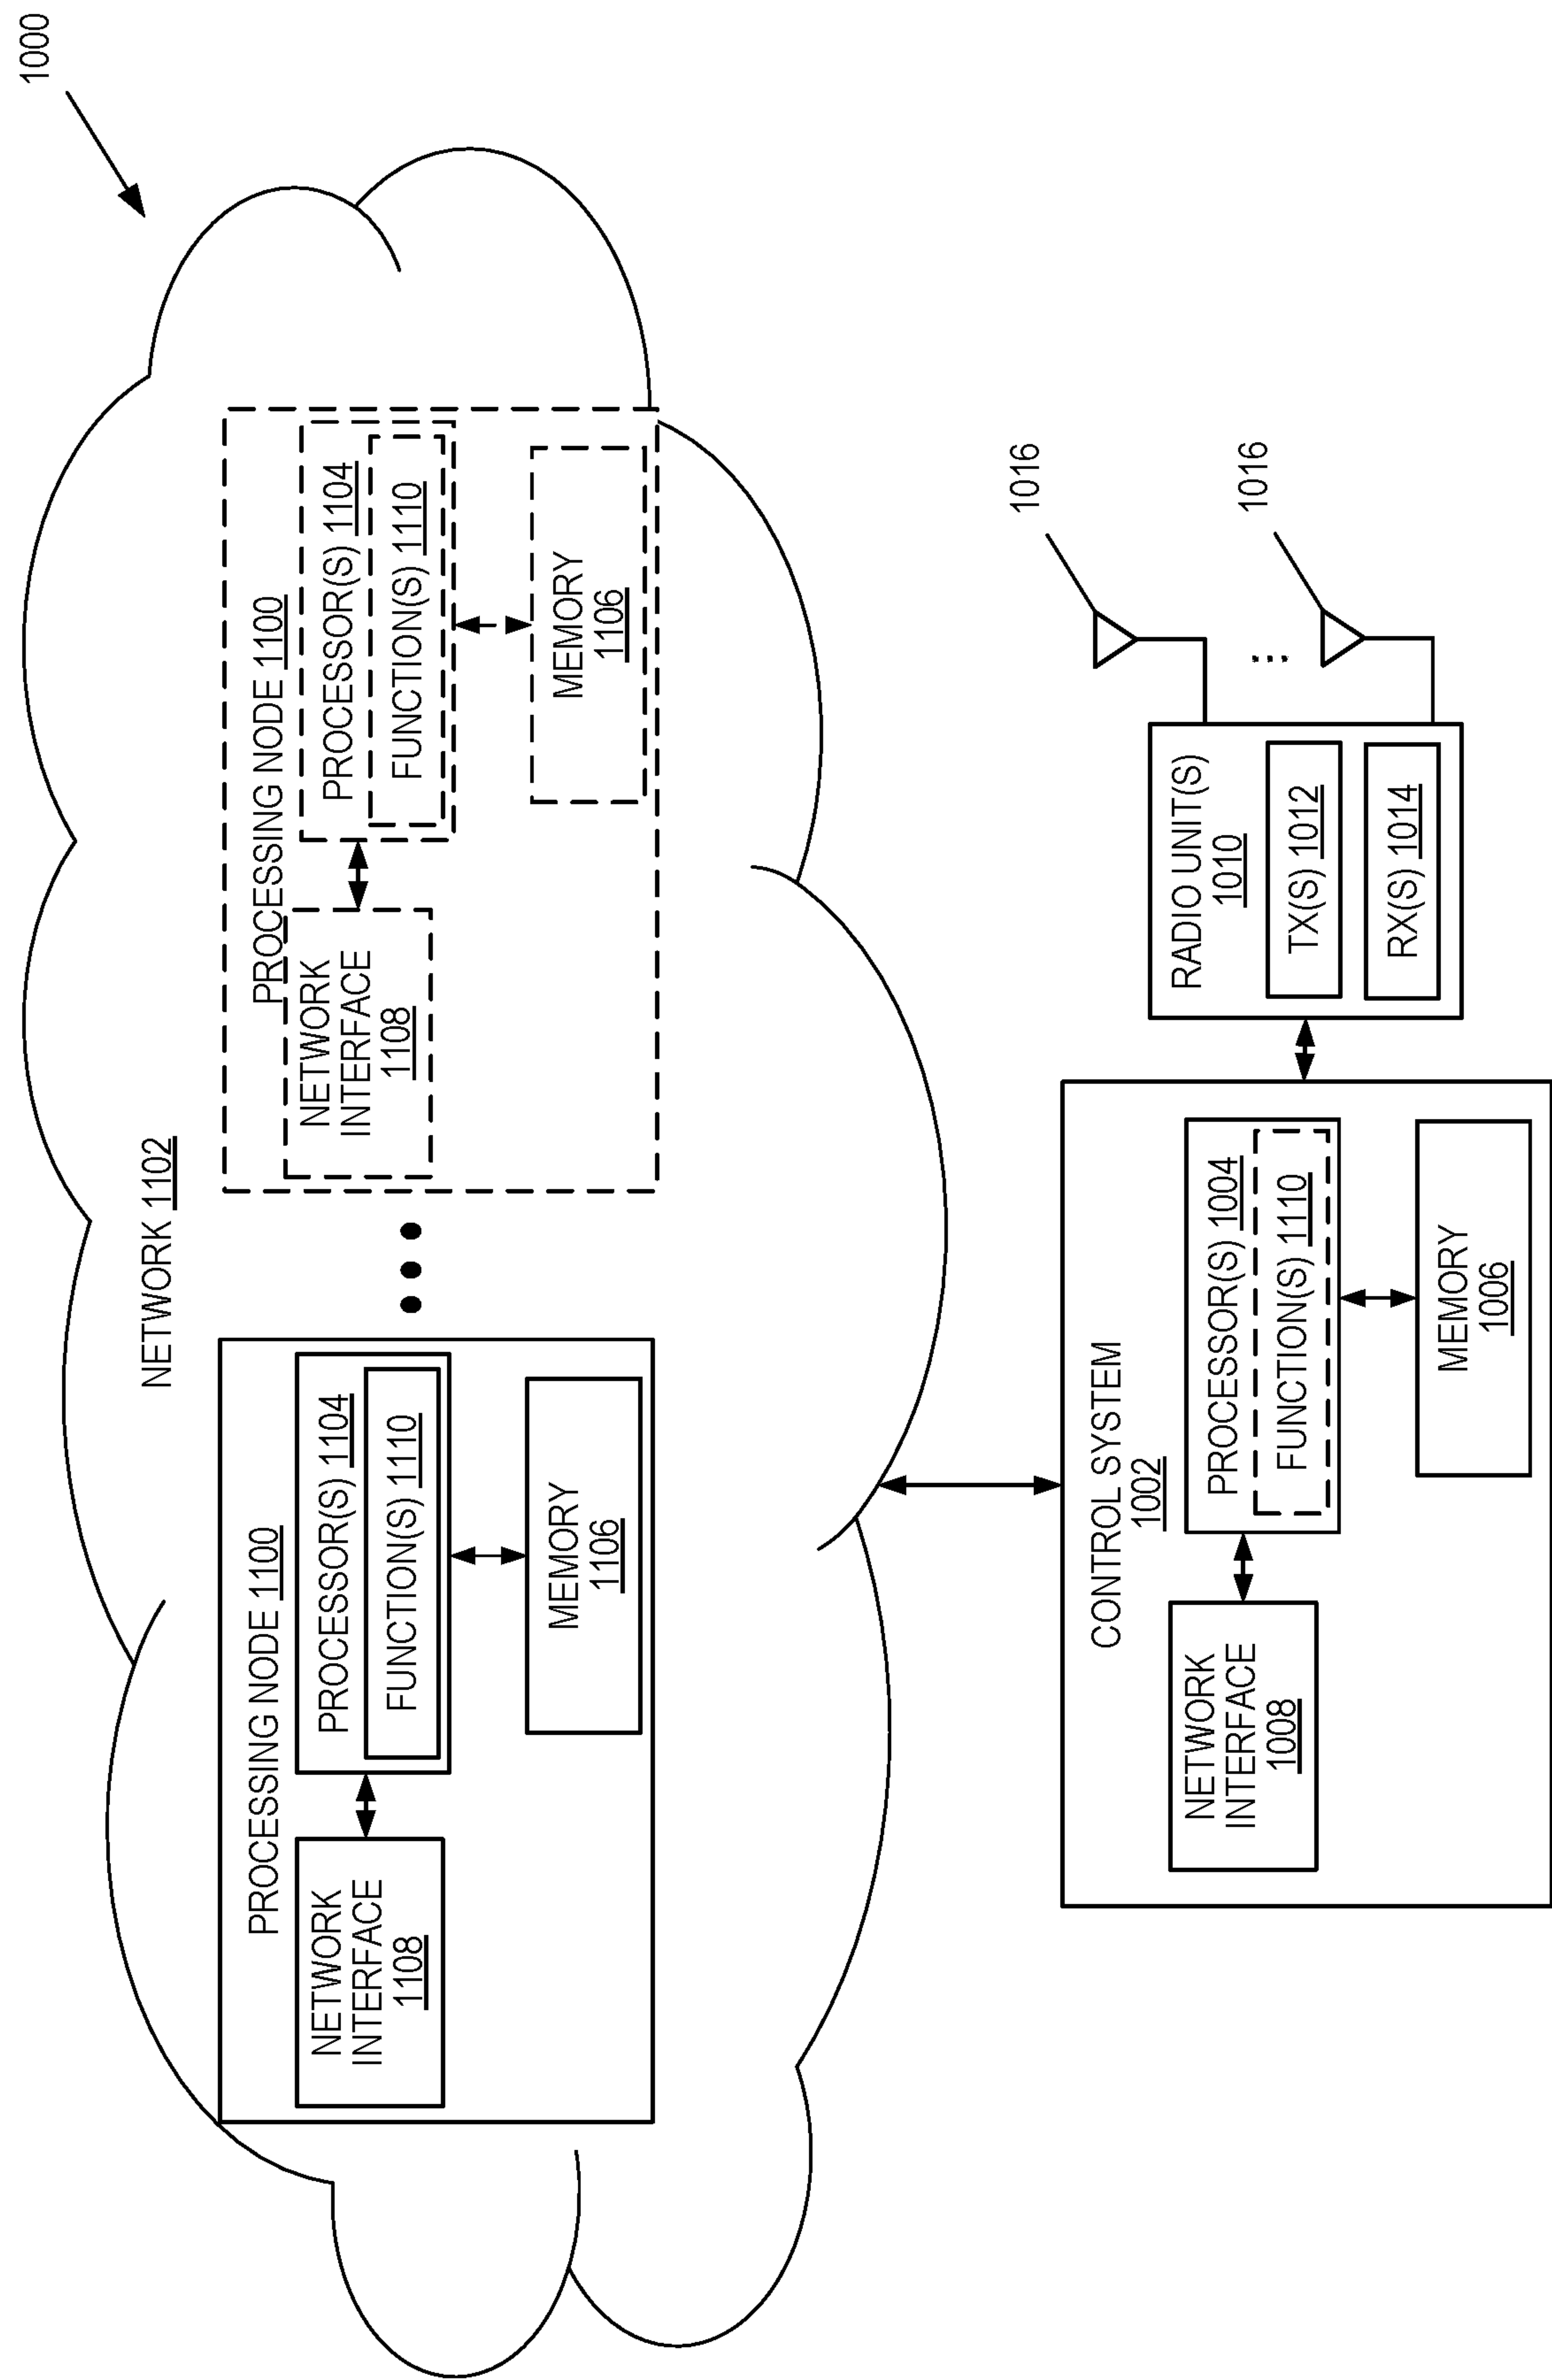 1000
NETWORK 1102
PROCESSING NODE 1100
NETWORK
INTERFACE
1108
PROCESSOR(S) 1104
FUNCTION(S) 1110
MEMORY
1106
PROCESSING NODE 1100
NETWORK
INTERFACE
1108
PROCESSOR(S) 1104
FUNCTION(S) 1110
MEMORY
1106
CONTROL SYSTEM
1002
NETWORK
INTERFACE
1008
PROCESSOR(S) 1004
FUNCTION(S) 1110
MEMORY
1006
RADIO UNIT(S)
1010
TX(S) 1012
RX(S) 1014
1016
1016